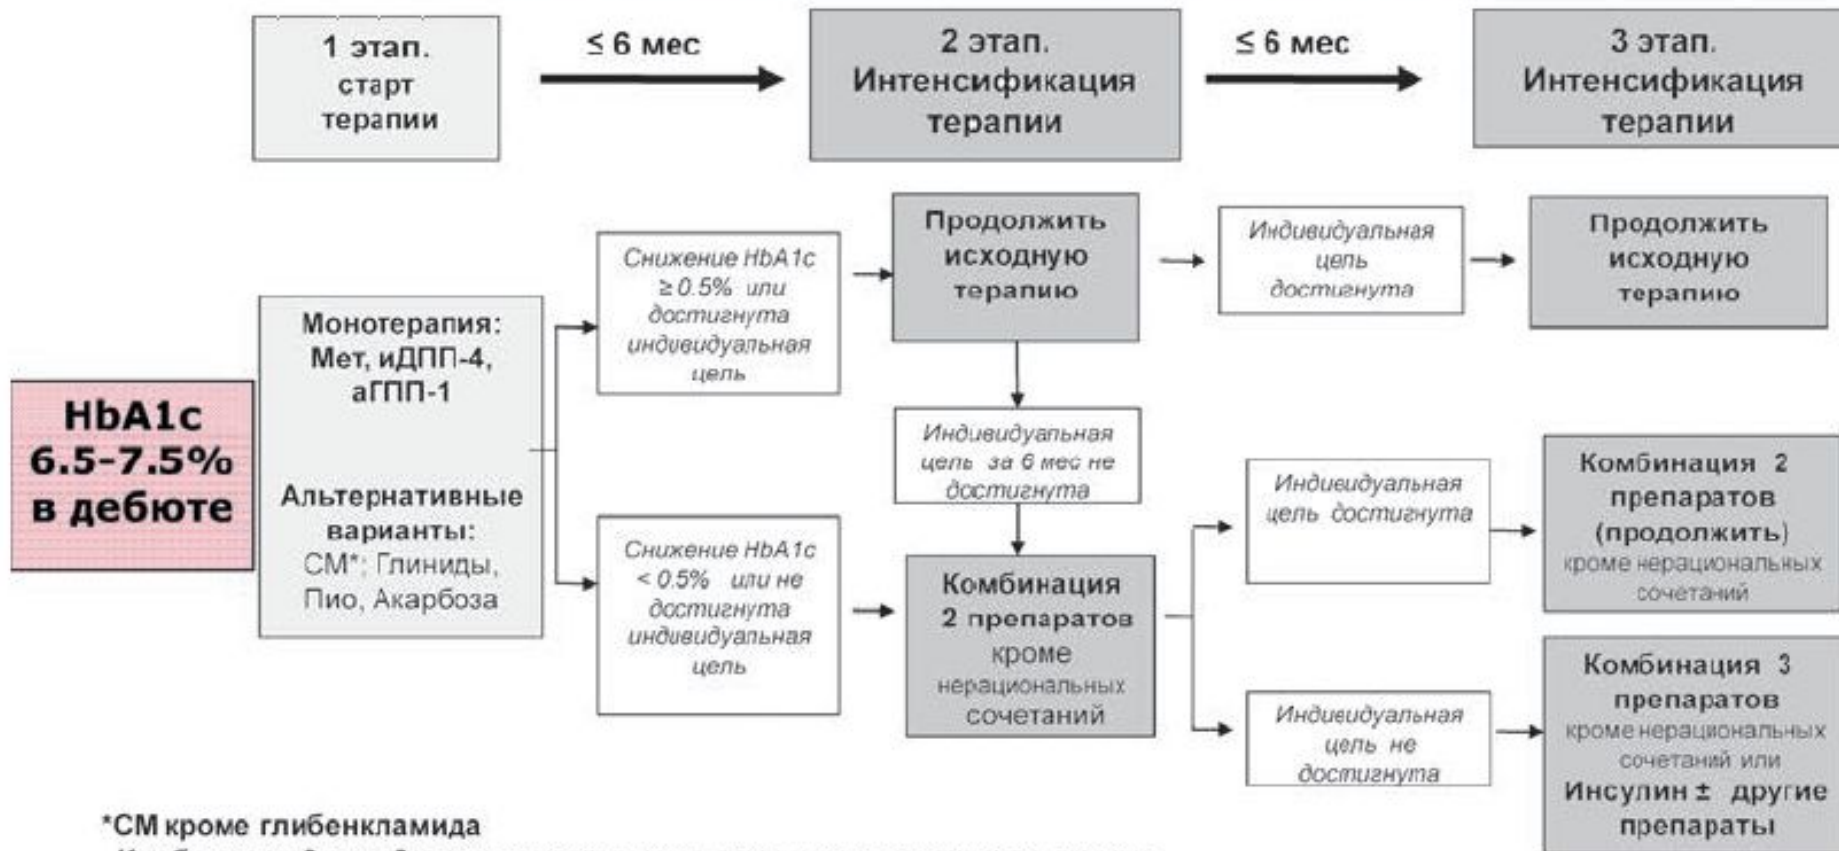 1 этап.
старт
терапии
≤ 6 мес
2 этап.
Интенсификация
терапии
≤ 6 мес
3 этап.
Интенсификация
терапии
HbA1c
6.5-7.5%
в дебюте
Монотерапия:
Мет, иДПП-4,
аГПП-1
Альтернативные
варианты:
СМ*; Глиниды,
Пио, Акарбоза
Снижение HbA1c
≥ 0.5% или
достигнута
индивидуальная
цель
Продолжить
исходную
терапию
Индивидуальная
цель
достигнута
Продолжить
исходную
терапию
Индивидуальная
цель за 6 мес не
достигнута
Снижение HbA1c
< 0.5% или не
достигнута
индивидуальная
цель
Комбинация
2 препаратов
кроме
нерациональных
сочетаний
Индивидуальная
цель достигнута
Комбинация 2
препаратов
(продолжить)
кроме нерациональных
сочетаний
Индивидуальная
цель не
достигнута
Комбинация 3
препаратов
кроме нерациональных
сочетаний или
Инсулин ± другие
препараты
*СМ кроме глибенкламида